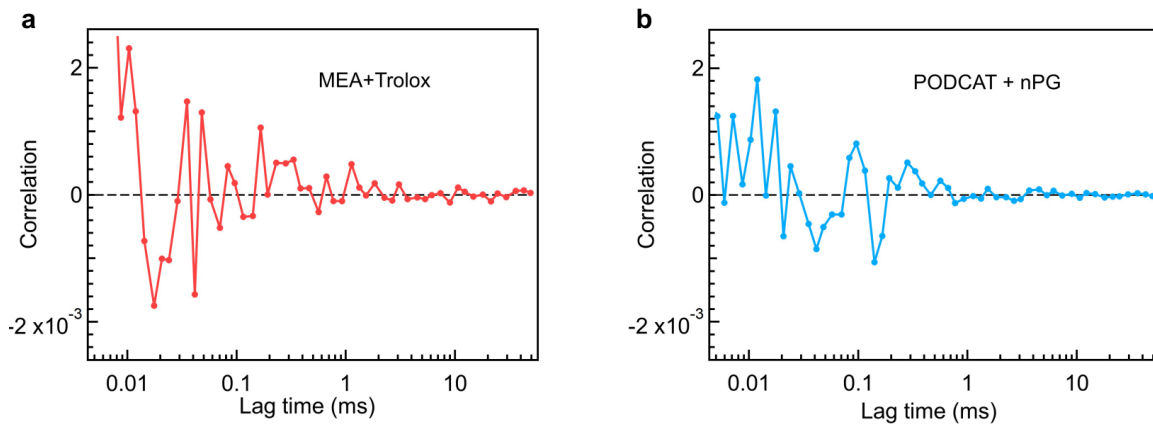 a
MEA+Trolox
Correlation
2
0
-2 x10⁻³
0.01
0.1
1
10
Lag time (ms)
b
PODCAT + nPG
Correlation
2
0
-2 x10⁻³
0.01
0.1
1
10
Lag time (ms)